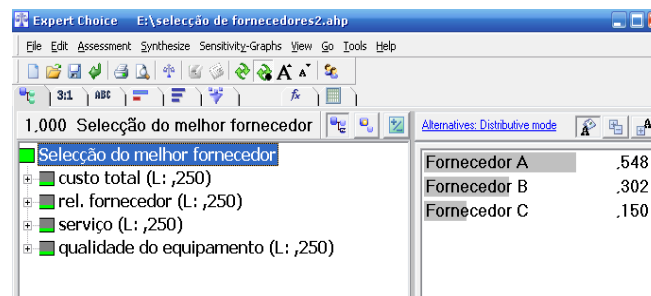 Expert Choice E:\selecção de fornecedores2.ahp
File Edit Assessment Synthesize Sensitivity-Graphs View Go Tools Help
A A
3:1 ABC fx
1,000 Selecção do melhor fornecedor
Alternatives: Distributive mode
Selecção do melhor fornecedor
custo total (L: ,250)
rel. fornecedor (L: ,250)
serviço (L: ,250)
qualidade do equipamento (L: ,250)
Fornecedor A ,548
Fornecedor B ,302
Fornecedor C ,150